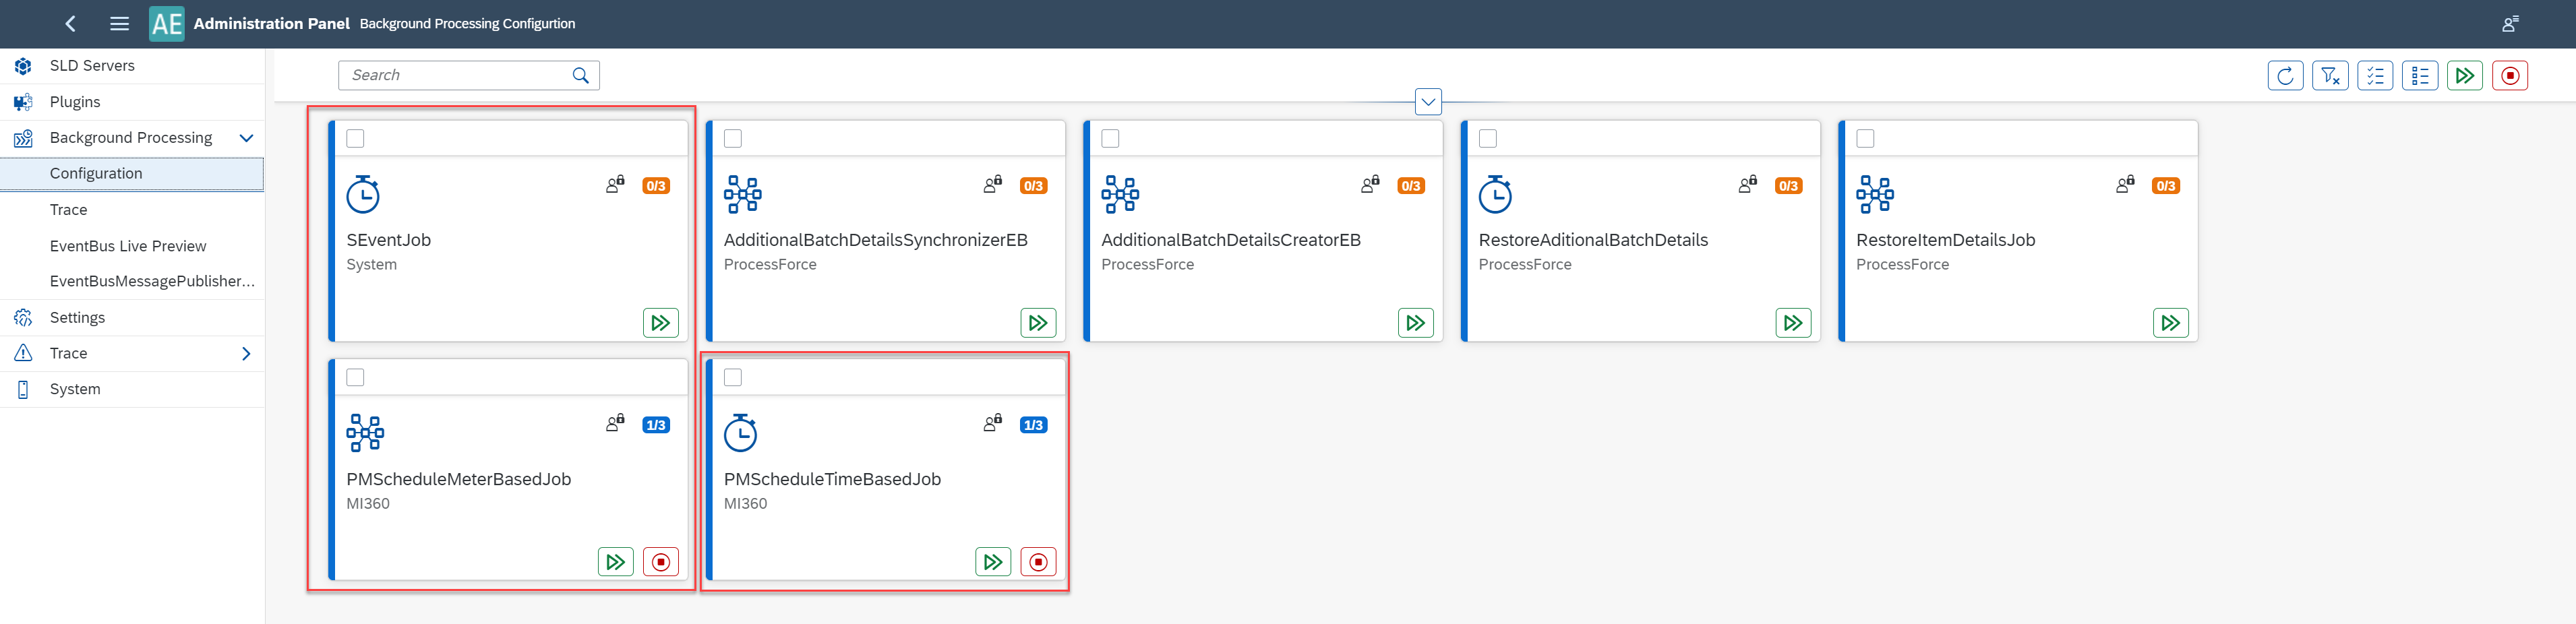 AE Administration Panel Background Processing Configurtion
SLD Servers
Plugins
Background Processing
Configuration
Trace
EventBus Live Preview
EventBusMessagePublisher...
Settings
Trace
System
Search
0/3
SEventJob
System
0/3
AdditionalBatchDetailsSynchronizerEB
ProcessForce
0/3
AdditionalBatchDetailsCreatorEB
ProcessForce
0/3
RestoreAditionalBatchDetails
ProcessForce
0/3
RestoreItemDetailsJob
ProcessForce
1/3
PMScheduleMeterBasedJob
MI360
1/3
PMScheduleTimeBasedJob
MI360